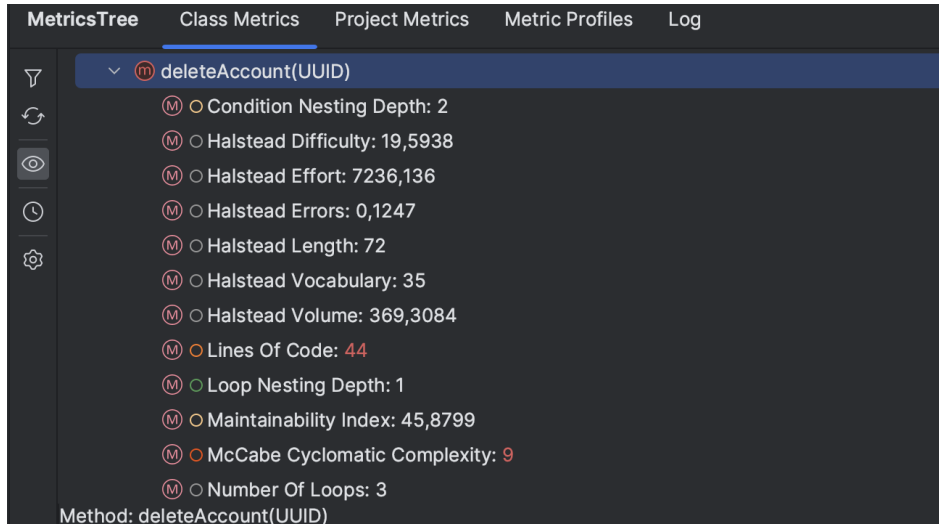 MetricsTree Class Metrics Project Metrics Metric Profiles Log
m deleteAccount(UUID)
M Condition Nesting Depth: 2
M Halstead Difficulty: 19,5938
M Halstead Effort: 7236,136
M Halstead Errors: 0,1247
M Halstead Length: 72
M Halstead Vocabulary: 35
M Halstead Volume: 369,3084
M Lines Of Code: 44
M Loop Nesting Depth: 1
M Maintainability Index: 45,8799
M McCabe Cyclomatic Complexity: 9
M Number Of Loops: 3
Method: deleteAccount(UUID)